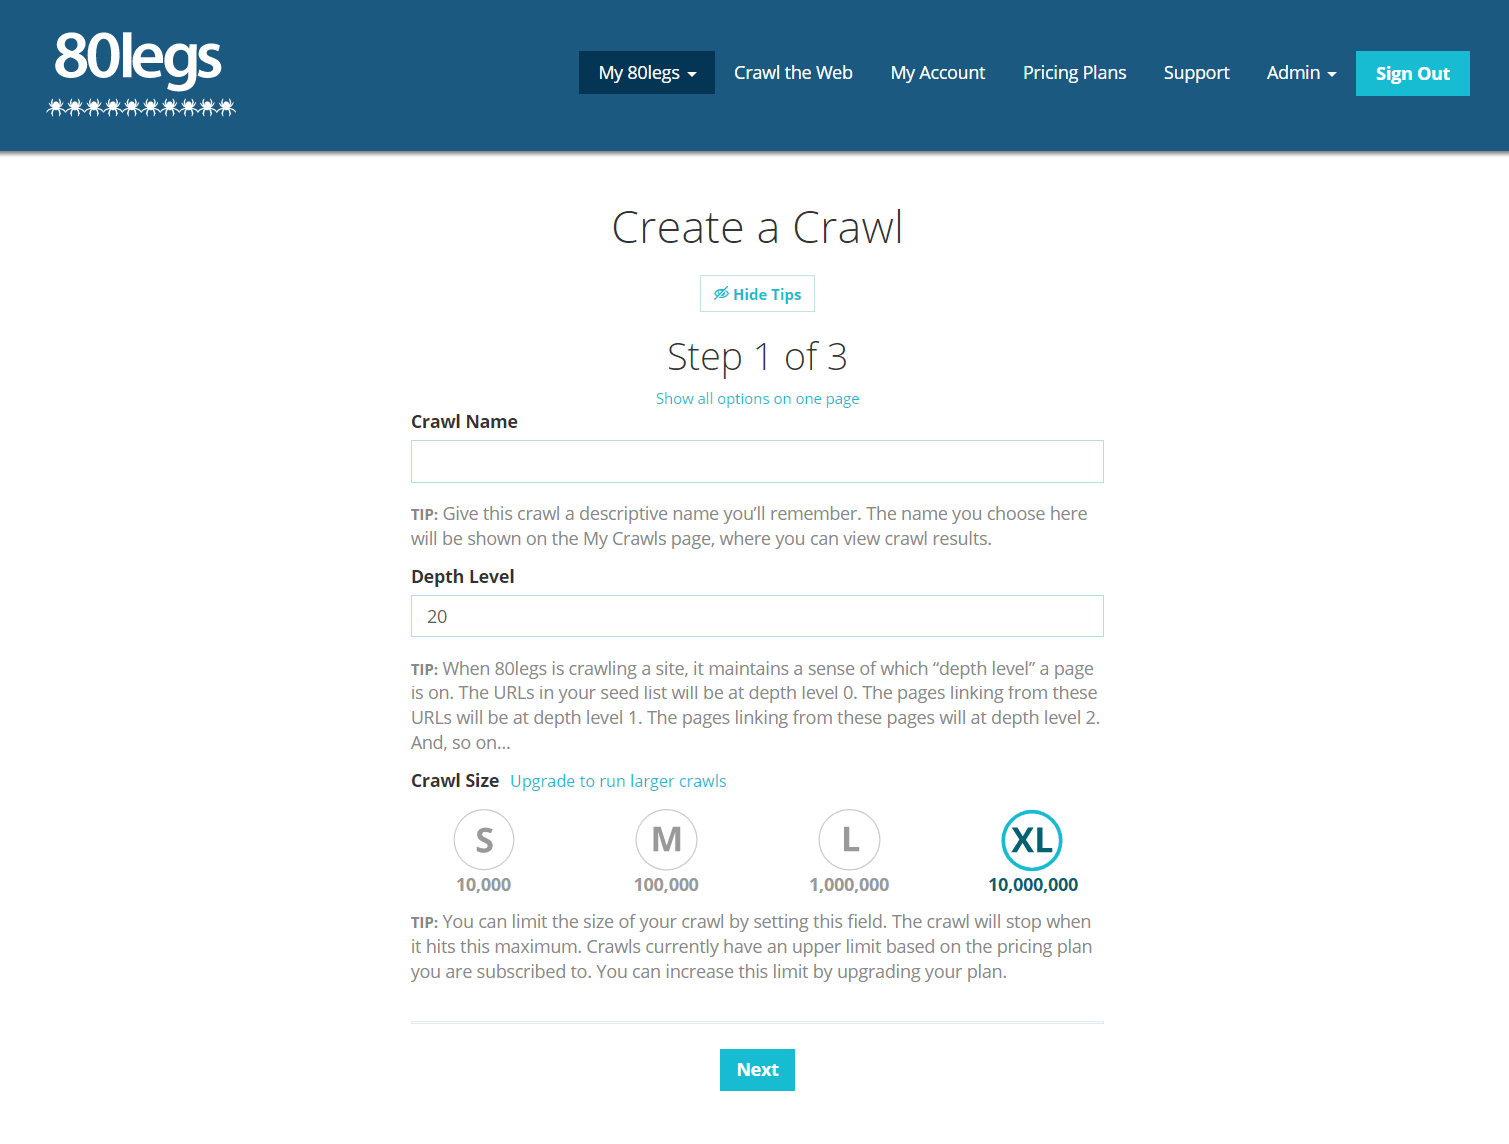 80legs
My 80legs
Crawl the Web
My Account
Pricing Plans
Support
Admin
Sign Out
Create a Crawl
Hide Tips
Step 1 of 3
Show all options on one page
Crawl Name
TIP: Give this crawl a descriptive name you’ll remember. The name you choose here
will be shown on the My Crawls page, where you can view crawl results.
Depth Level
20
TIP: When 80legs is crawling a site, it maintains a sense of which “depth level” a page
is on. The URLs in your seed list will be at depth level 0. The pages linking from these
URLs will be at depth level 1. The pages linking from these pages will at depth level 2.
And, so on...
Crawl Size Upgrade to run larger crawls
S
M
L
XL
10,000
100,000
1,000,000
10,000,000
TIP: You can limit the size of your crawl by setting this field. The crawl will stop when
it hits this maximum. Crawls currently have an upper limit based on the pricing plan
you are subscribed to. You can increase this limit by upgrading your plan.
Next